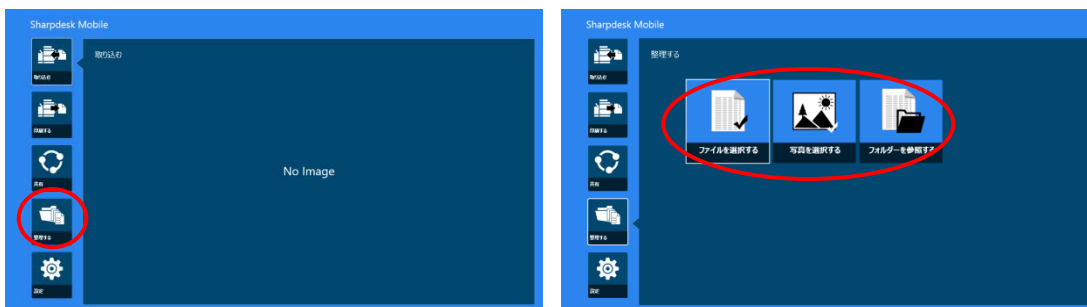 Sharpdesk Mobile
取り込む
取り込む
印刷する
共有
No Image
整理する
設定
Sharpdesk Mobile
取り込む
整理する
印刷する
ファイルを選択する
写真を選択する
フォルダーを参照する
共有
整理する
設定